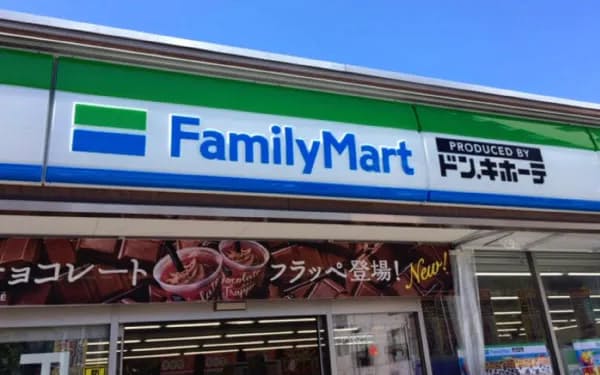 FamilyMart
PRODUCED BY
ドン.キホーテ
チョコレート フラッペ登場! New!